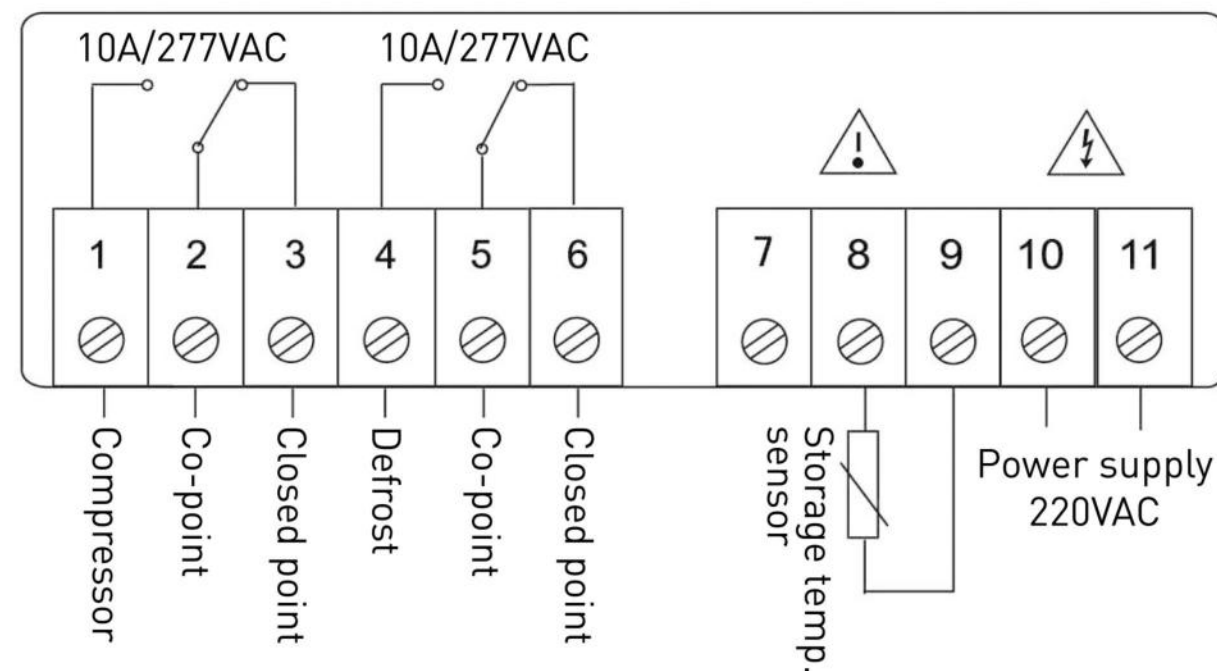 10A/277VAC 10A/277VAC
1 2 3 4 5 6 7 8 9 10 11
Compressor
Co-point
Closed point
Defrost
Co-point
Closed point
Storage temp.
sensor
Power supply
220VAC